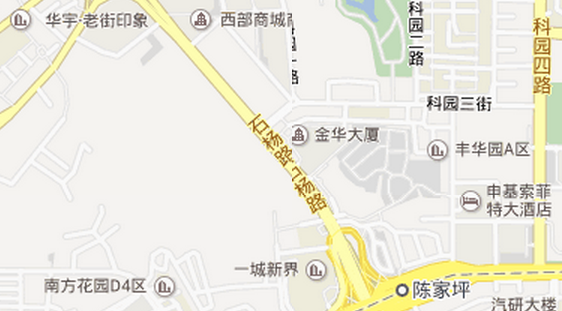 华宇·老街印象
西部商城
科园二路
科园四路
科园三街
石杨路
金华大厦
丰华园A区
杨路
申基索菲
特大酒店
一城新界
南方花园D4区
陈家坪
汽研大楼